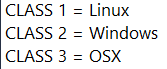 CLASS 1 = Linux
CLASS 2 = Windows
CLASS 3 = OSX